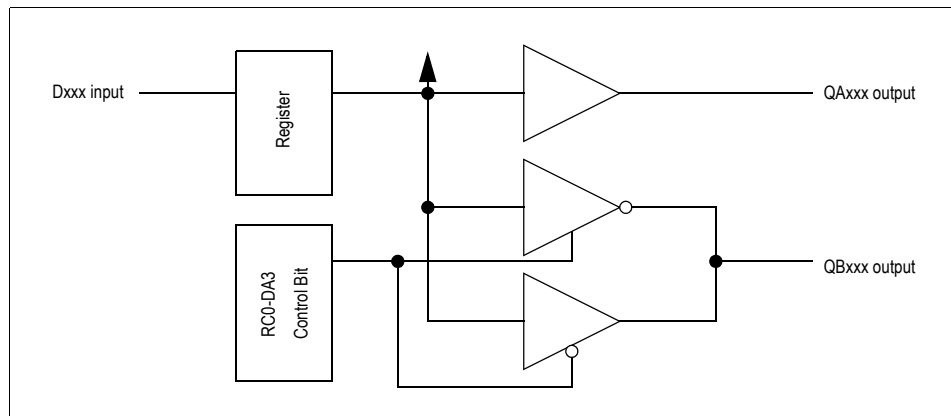 Dxxx input
Register
QAxxx output
RC0-DA3
Control Bit
QBxxx output